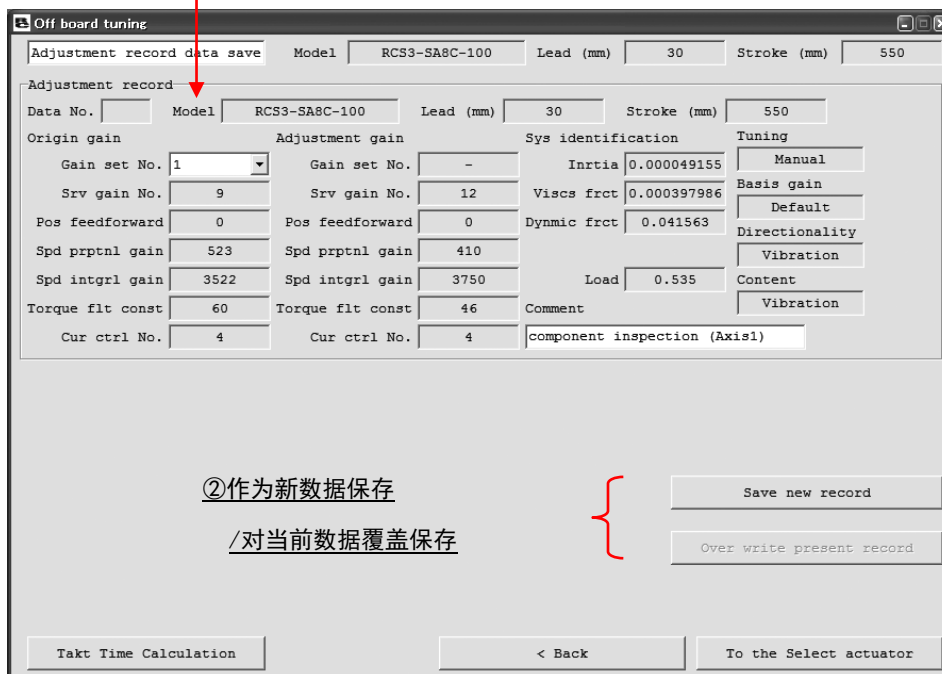 Off board tuning
Adjustment record data save Model RCS3-SA8C-100 Lead (mm) 30 Stroke (mm) 550
Adjustment record
Data No. Model RCS3-SA8C-100 Lead (mm) 30 Stroke (mm) 550
Origin gain Adjustment gain Sys identification Tuning
Gain set No. 1 Gain set No. - Inrtia 0.000049155 Manual
Srv gain No. 9 Srv gain No. 12 Viscs frct 0.000397986 Basis gain
Default
Pos feedforward 0 Pos feedforward 0 Dynmic frct 0.041563 Directionality
Spd prptnl gain 523 Spd prptnl gain 410 Vibration
Spd intgrl gain 3522 Spd intgrl gain 3750 Load 0.535 Content
Torque flt const 60 Torque flt const 46 Comment Vibration
Cur ctrl No. 4 Cur ctrl No. 4 component inspection (Axis1)
②作为新数据保存 Save new record
/对当前数据覆盖保存 Over write present record
Takt Time Calculation < Back To the Select actuator